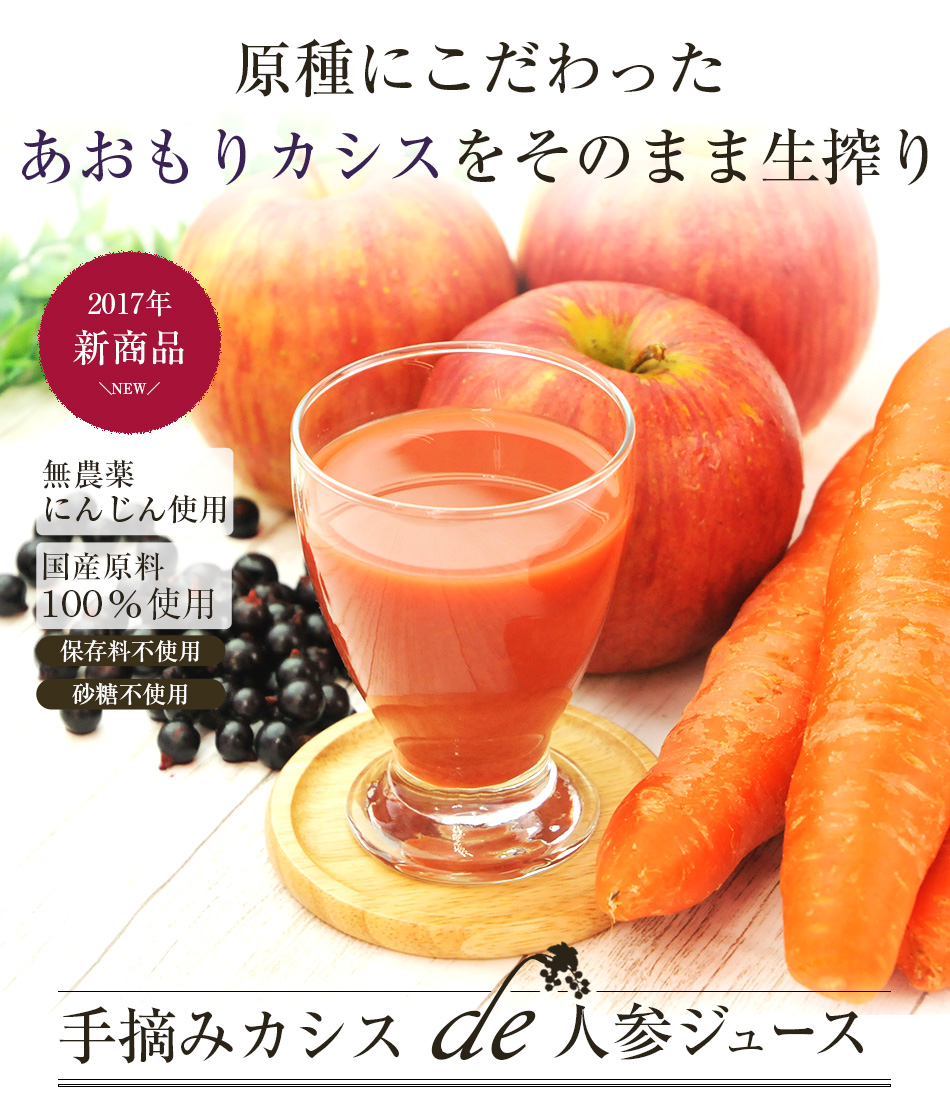 原種にこだわった
あおもりカシスをそのまま生搾り
2017年
新商品
＼NEW／
無農薬
にんじん使用
国産原料
100％使用
保存料不使用
砂糖不使用
手摘みカシス de 人参ジュース